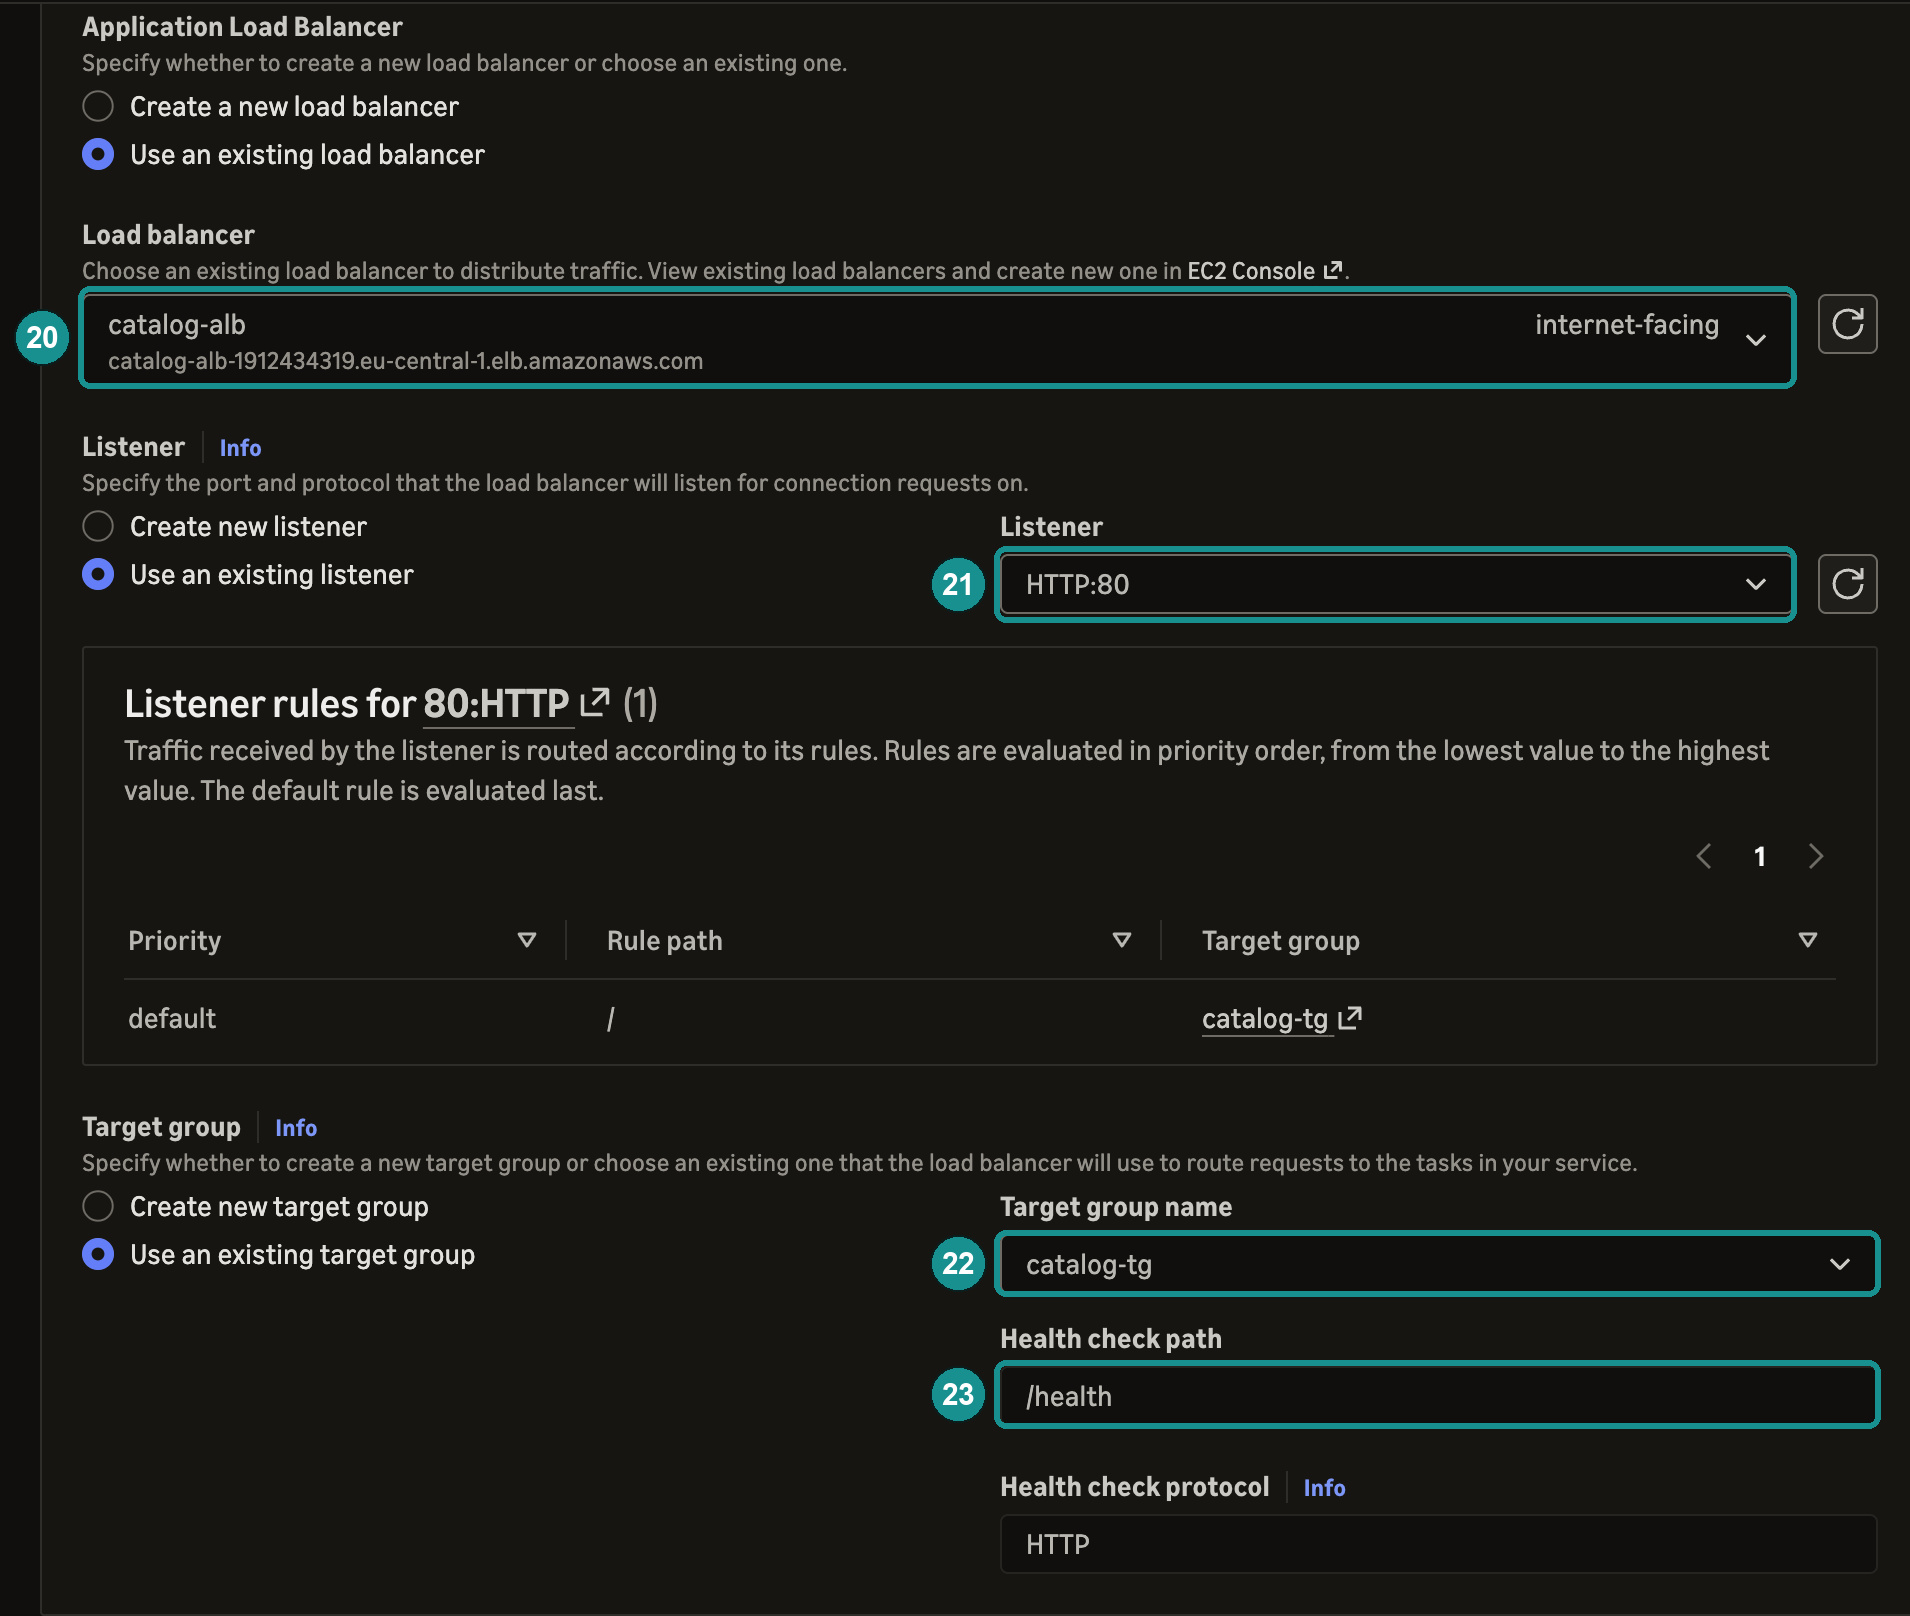 Application Load Balancer
Specify whether to create a new load balancer or choose an existing one.
Create a new load balancer
Use an existing load balancer
Load balancer
Choose an existing load balancer to distribute traffic. View existing load balancers and create new one in EC2 Console.
20
catalog-alb
internet-facing
catalog-alb-1912434319.eu-central-1.elb.amazonaws.com
Listener Info
Specify the port and protocol that the load balancer will listen for connection requests on.
Create new listener
Use an existing listener
Listener
21
HTTP:80
Listener rules for 80:HTTP (1)
Traffic received by the listener is routed according to its rules. Rules are evaluated in priority order, from the lowest value to the highest
value. The default rule is evaluated last.
1
Priority Rule path Target group
default / catalog-tg
Target group Info
Specify whether to create a new target group or choose an existing one that the load balancer will use to route requests to the tasks in your service.
Create new target group
Use an existing target group
Target group name
22
catalog-tg
Health check path
23
/health
Health check protocol Info
HTTP